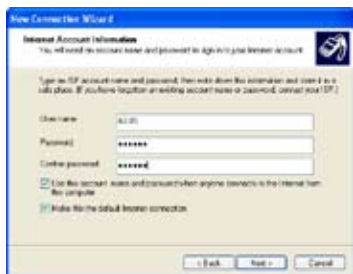 New Connection Wizard
Internet Account Information
You will need an account name and password to sign in to your Internet account.
Type an ISP account name and password, then write down this information and store it in a
safe place. (If you have forgotten an existing account name or password, contact your ISP.)
User name:
Password:
Confirm password:
Use this account name and password when anyone connects to the Internet from
this computer
Make this the default Internet connection
< Back
Next >
Cancel